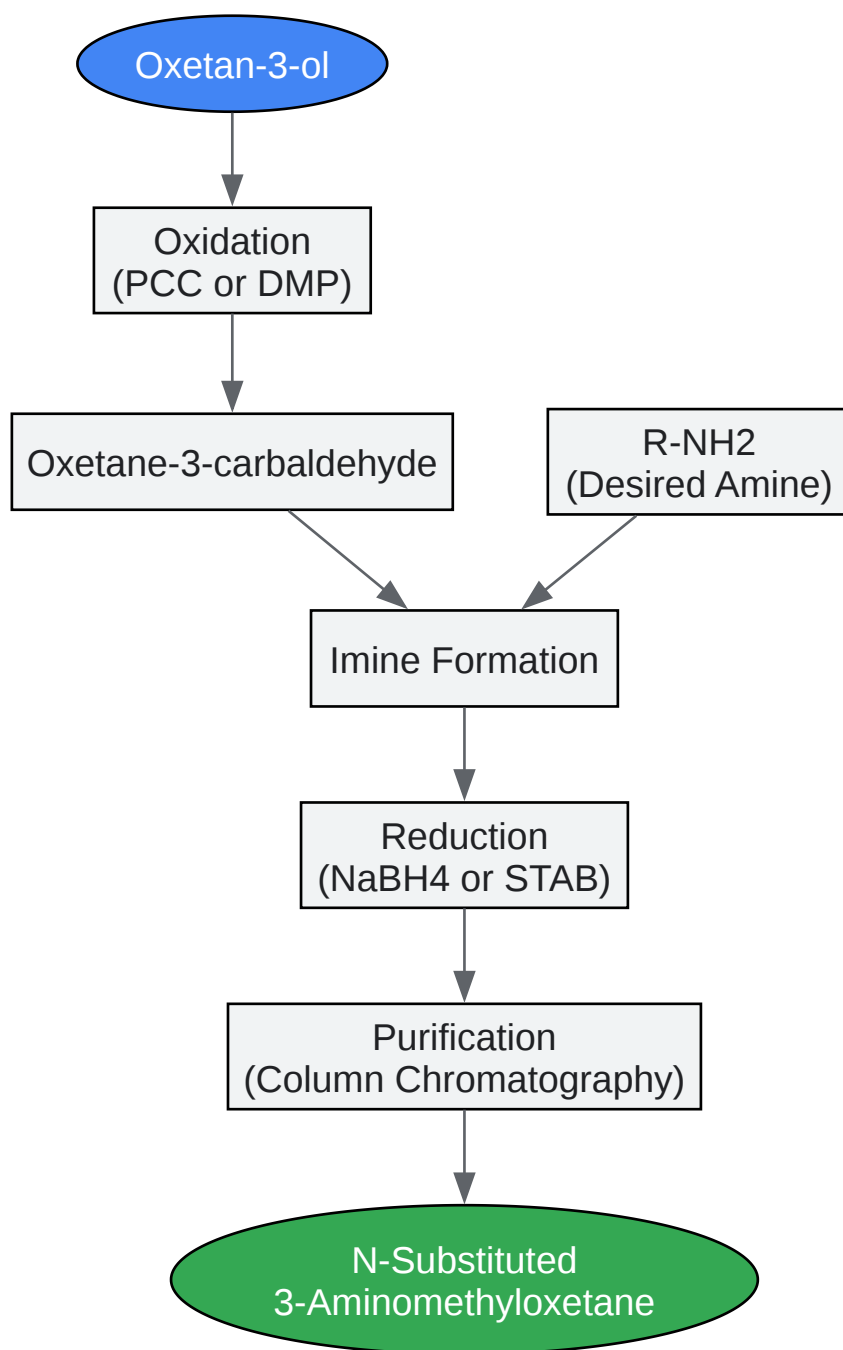 Oxetan-3-ol
Oxidation
(PCC or DMP)
Oxetane-3-carbaldehyde
R-NH2
(Desired Amine)
Imine Formation
Reduction
(NaBH4 or STAB)
Purification
(Column Chromatography)
N-Substituted
3-Aminomethyloxetane